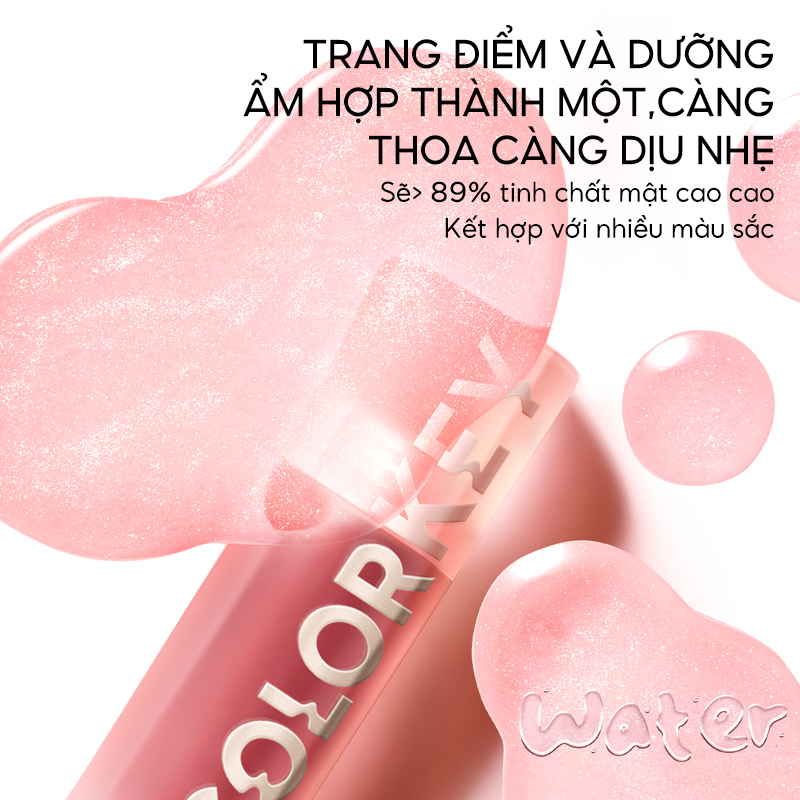 TRANG ĐIỂM VÀ DƯỠNG
ẨM HỢP THÀNH MỘT,CÀNG
THOA CÀNG DỊU NHẸ
Sẽ> 89% tinh chất mật cao cao
Kết hợp với nhiều màu sắc
COLORKEY
Water